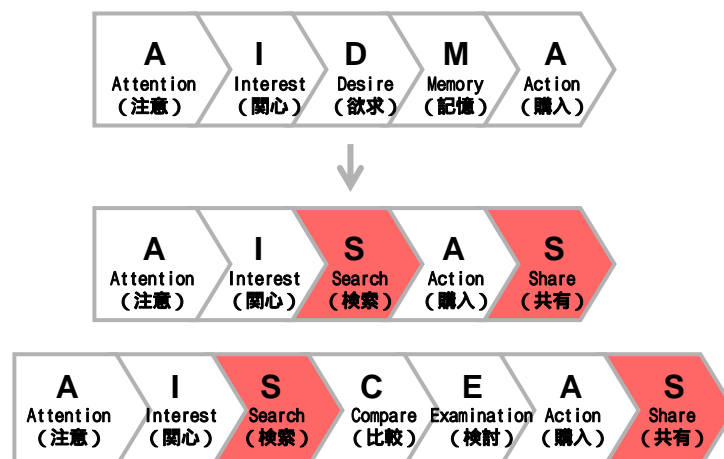 A I D M A
Attention Interest Desire Memory Action
(注意) (関心) (欲求) (記憶) (購入)
A I S A S
Attention Interest Search Action Share
(注意) (関心) (検索) (購入) (共有)
A I S C E A S
Attention Interest Search Compare Examination Action Share
(注意) (関心) (検索) (比較) (検討) (購入) (共有)